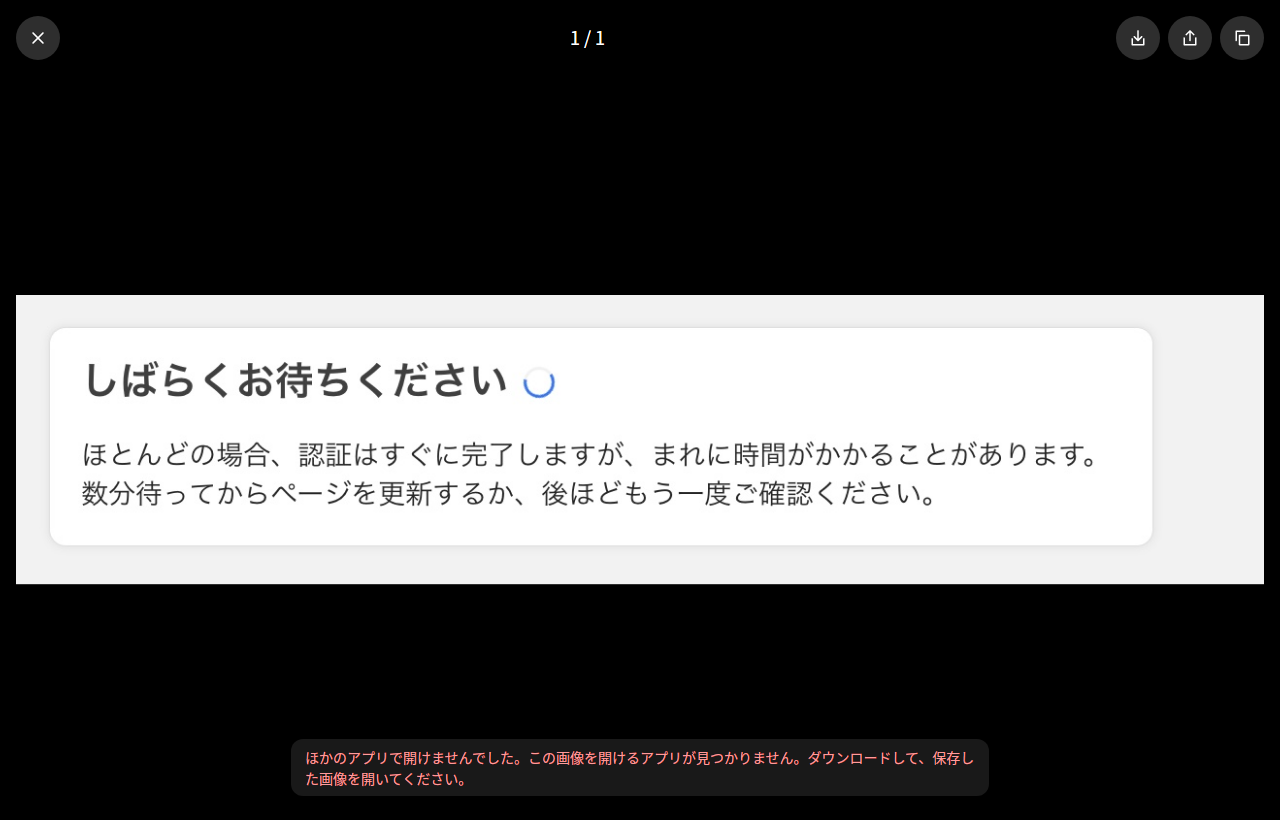 1 / 1
しばらくお待ちください
ほとんどの場合、認証はすぐに完了しますが、まれに時間がかかることがあります。
数分待ってからページを更新するか、後ほどもう一度ご確認ください。
ほかのアプリで開けませんでした。この画像を開けるアプリが見つかりません。ダウンロードして、保存し
た画像を開いてください。